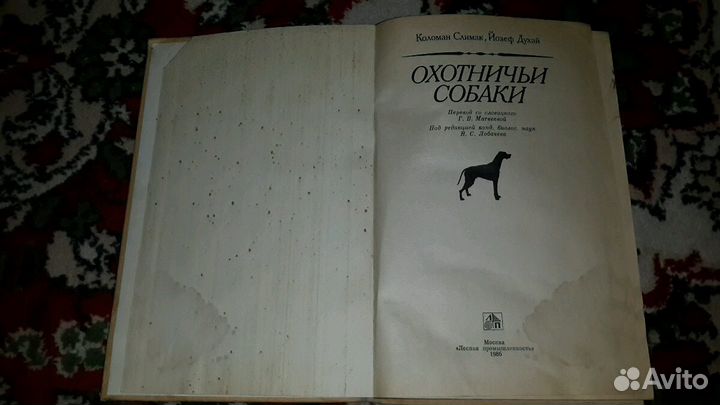 Коломан Слимак, Йозеф Духай
ОХОТНИЧЬИ
СОБАКИ
Перевод со словацкого
Г. В. Матвеевой
Под редакцией канд. биолог. наук
В. С. Лобачева
Москва
«Лесная промышленность»
1986
Avito